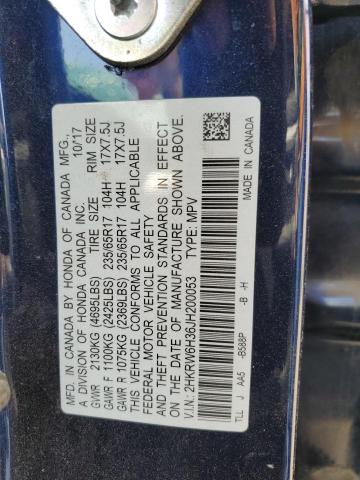 MFD. IN CANADA BY HONDA OF CANADA MFG.,
A DIVISION OF HONDA CANADA INC. 10/17
GVWR 2130KG (4695LBS) TIRE SIZE RIM SIZE
GAWR F 1100KG (2425LBS) 235/65R17 104H 17X7.5J
GAWR R 1075KG (2369LBS) 235/65R17 104H 17X7.5J
THIS VEHICLE CONFORMS TO ALL APPLICABLE
FEDERAL MOTOR VEHICLE SAFETY
AND THEFT PREVENTION STANDARDS IN EFFECT
ON THE DATE OF MANUFACTURE SHOWN ABOVE.
V.I.N.: 2HKRW6H36JH200053 TYPE: MPV
TLL J AA5 -B588P -B -H MADE IN CANADA